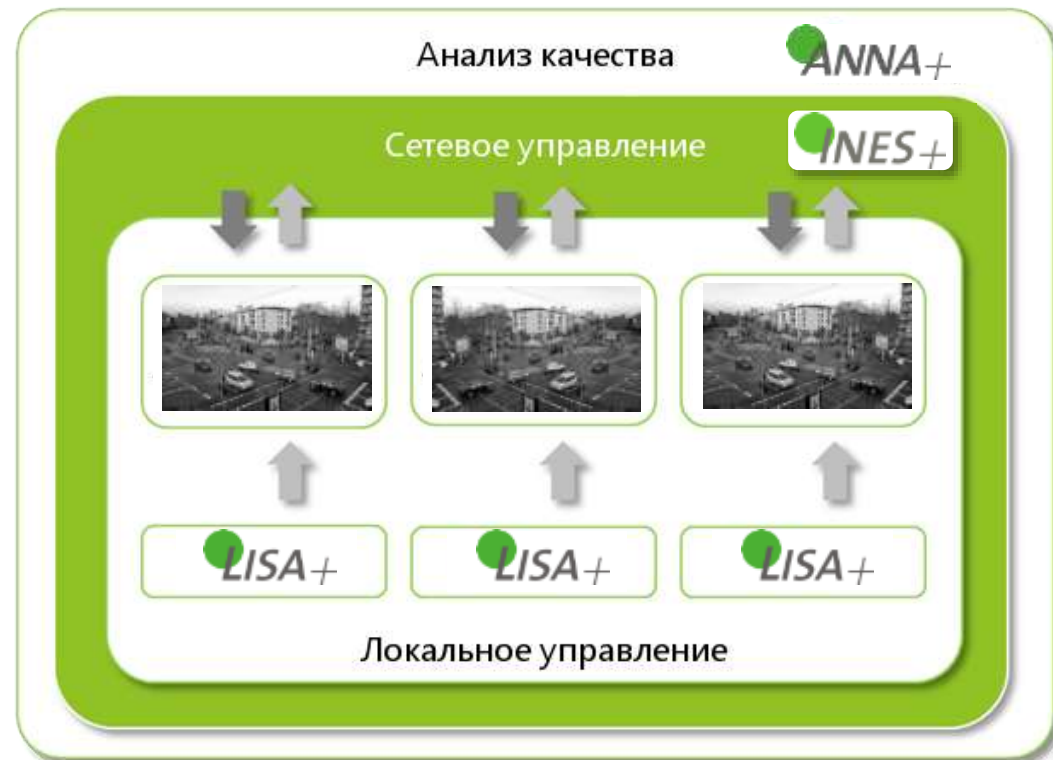 Анализ качества ANNA+
Сетевое управление INES+
LISA+ LISA+ LISA+
Локальное управление